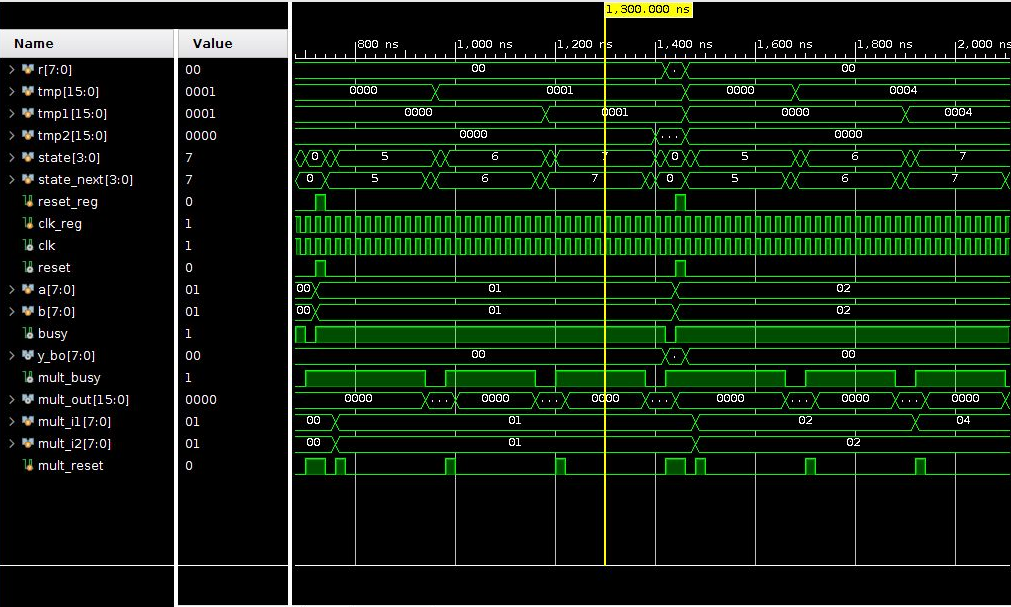 1,300.000 ns
Name Value 800 ns 1,000 ns 1,200 ns 1,400 ns 1,600 ns 1,800 ns 2,000 ns
r[7:0] 00 00 . 00
tmp[15:0] 0001 0000 0001 0000 0004
tmp1[15:0] 0001 0000 0001 0000 0004
tmp2[15:0] 0000 0000 ... 0000
state[3:0] 7 0 5 6 7 0 5 6 7
state_next[3:0] 7 0 5 6 7 0 5 6 7
reset_reg 0
clk_reg 1
clk 1
reset 0
a[7:0] 01 00 01 02
b[7:0] 01 00 01 02
busy 1
y_bo[7:0] 00 00 . 00
mult_busy 1
mult_out[15:0] 0000 0000 ... 0000 ... 0000 ... 0000 ... 0000 ... 0000
mult_i1[7:0] 01 00 01 02 04
mult_i2[7:0] 01 00 01 02
mult_reset 0